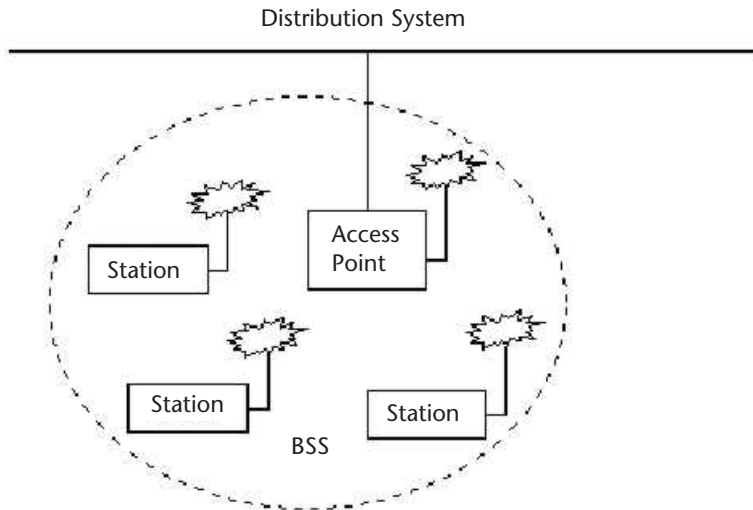 Distribution System
Access
Point
Station
Station
Station
BSS